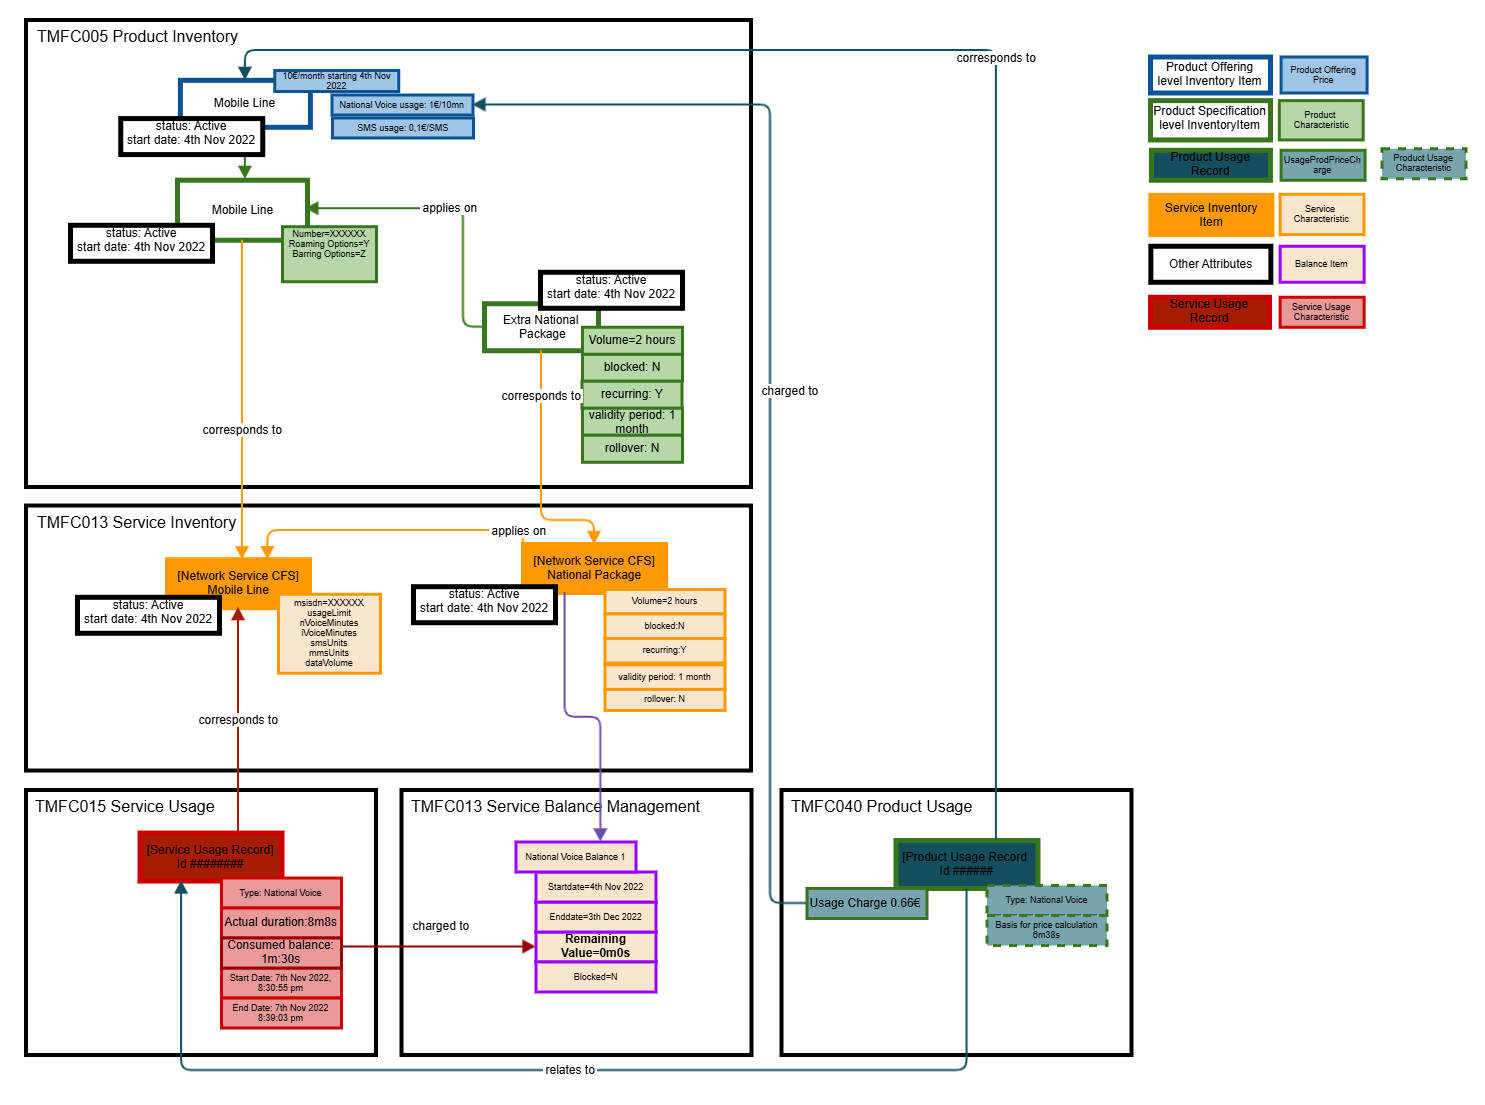 TMFC005 Product Inventory
10€/month starting 4th Nov
2022
Mobile Line
National Voice usage: 1€/10mn
SMS usage: 0,1€/SMS
status: Active
start date: 4th Nov 2022
Mobile Line
status: Active
start date: 4th Nov 2022
Number=XXXXXX
Roaming Options=Y
Barring Options=Z
applies on
status: Active
start date: 4th Nov 2022
Extra National
Package
Volume=2 hours
blocked: N
recurring: Y
validity period: 1
month
rollover: N
corresponds to
corresponds to
corresponds to
charged to
Product Offering
level Inventory Item
Product Offering
Price
Product Specification
level InventoryItem
Product
Characteristic
Product Usage
Record
UsageProdPriceCh
arge
Product Usage
Characteristic
Service Inventory
Item
Service
Characteristic
Other Attributes
Balance Item
Service Usage
Record
Service Usage
Characteristic
TMFC013 Service Inventory
applies on
[Network Service CFS]
Mobile Line
status: Active
start date: 4th Nov 2022
msisdn=XXXXXX
usageLimit
nVoiceMinutes
iVoiceMinutes
smsUnits
mmsUnits
dataVolume
[Network Service CFS]
National Package
status: Active
start date: 4th Nov 2022
Volume=2 hours
blocked:N
recurring:Y
validity period: 1 month
rollover: N
corresponds to
TMFC015 Service Usage
[Service Usage Record]
Id ########
Type: National Voice
Actual duration:8m8s
Consumed balance:
1m:30s
Start Date: 7th Nov 2022,
8:30:55 pm
End Date: 7th Nov 2022
8:39:03 pm
charged to
TMFC013 Service Balance Management
National Voice Balance 1
Startdate=4th Nov 2022
Enddate=3th Dec 2022
Remaining
Value=0m0s
Blocked=N
TMFC040 Product Usage
[Product Usage Record
Id ######
Usage Charge 0.66€
Type: National Voice
Basis for price calculation
6m38s
relates to